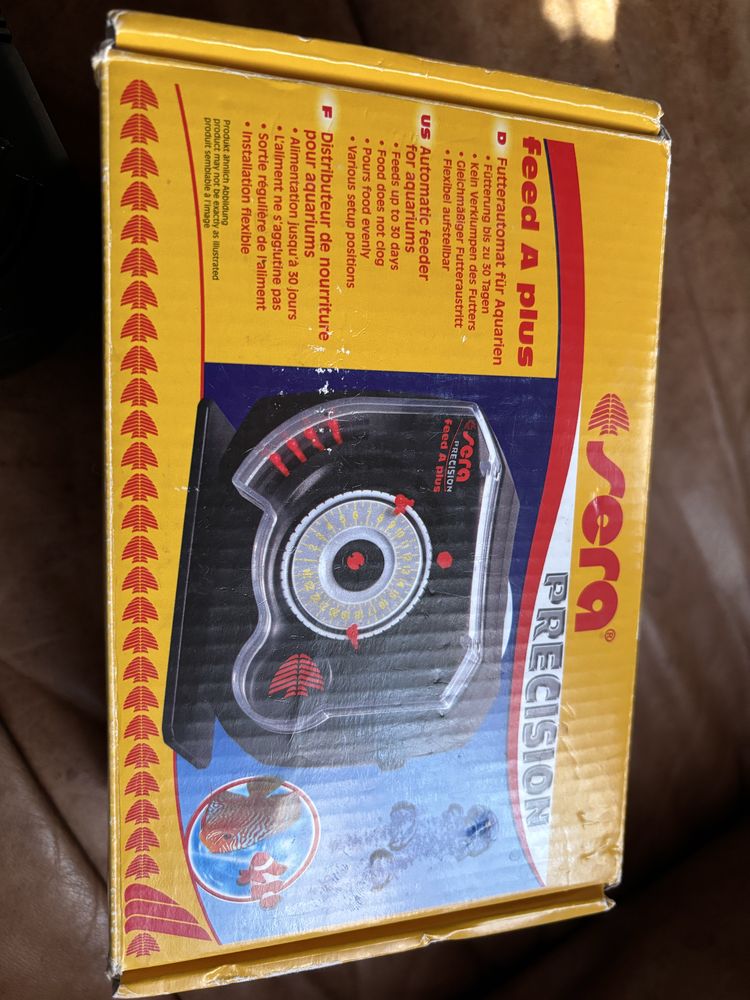 sera®
PRECISION
feed A plus
D Futterautomat für Aquarien
• Fütterung bis zu 30 Tagen
• Kein Verklumpen des Futters
• Gleichmäßiger Futteraustritt
• Flexibel aufstellbar
US Automatic feeder
for aquariums
• Feeds up to 30 days
• Food does not clog
• Pours food evenly
• Various setup positions
F Distributeur de nourriture
pour aquariums
• Alimentation jusqu'à 30 jours
• L'aliment ne s'agglutine pas
• Sortie régulière de l'aliment
• Installation flexible
Produkt ähnlich Abbildung
product may not be exactly as illustrated
produit semblable à l'image
sera
PRECISION
feed A plus